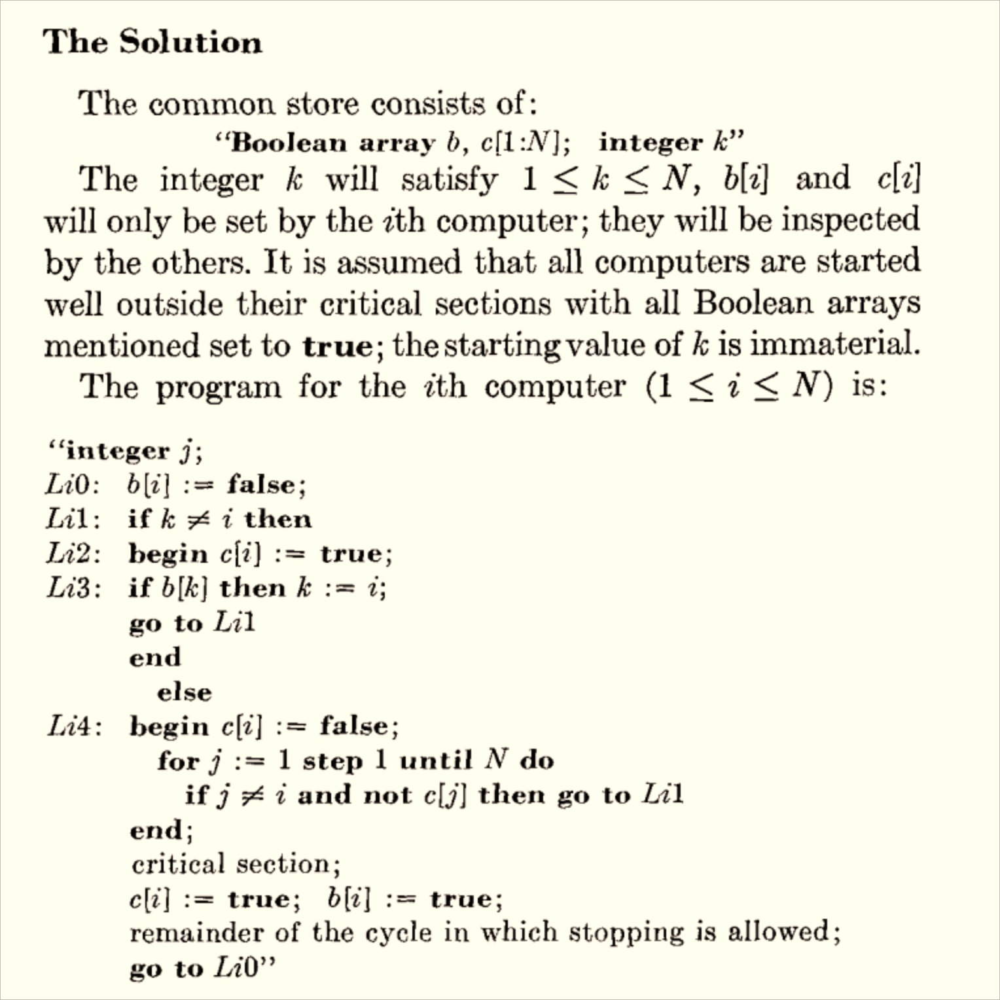 The Solution
The common store consists of:
“Boolean array b, c[1:N]; integer k”
The integer k will satisfy 1 ≤ k ≤ N, b[i] and c[i]
will only be set by the ith computer; they will be inspected
by the others. It is assumed that all computers are started
well outside their critical sections with all Boolean arrays
mentioned set to true; the starting value of k is immaterial.
The program for the ith computer (1 ≤ i ≤ N) is:
“integer j;
Li0: b[i] := false;
Li1: if k ≠ i then
Li2: begin c[i] := true;
Li3: if b[k] then k := i;
go to Li1
end
else
Li4: begin c[i] := false;
for j := 1 step 1 until N do
if j ≠ i and not c[j] then go to Li1
end;
critical section;
c[i] := true; b[i] := true;
remainder of the cycle in which stopping is allowed;
go to Li0”